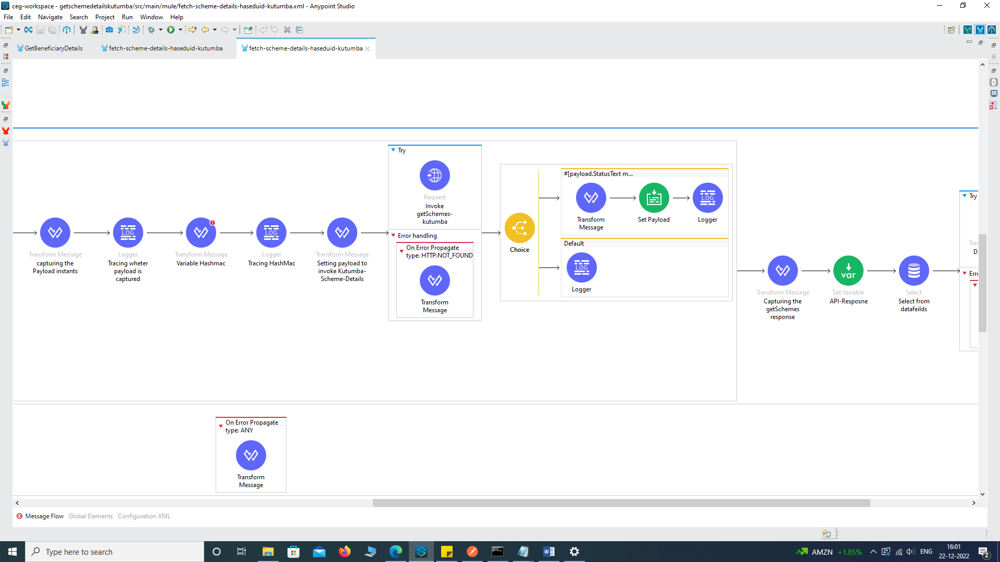 ceg-workspace - getschemedetailskutumba/src/main/mule/fetch-scheme-details-haseduid-kutumba.xml - Anypoint Studio
File Edit Navigate Search Project Run Window Help
GetBeneficiaryDetails
fetch-scheme-details-haseduid-kutumba
fetch-scheme-details-haseduid-kutumba
Try
Request
Invoke
getSchemes-
kutumba
Error handling
On Error Propagate
type: HTTP:NOT_FOUND
Transform
Message
#[payload.StatusText m...
Transform
Message
Set Payload
LOG
Logger
Choice
Default
LOG
Logger
Transform Message
capturing the
Payload instants
LOG
Logger
Tracing wheter
payload is
captured
Transform Message
Variable Hashmac
LOG
Logger
Tracing HashMac
Transform Message
Setting payload to
invoke Kutumba-
Scheme-Details
Transform Message
Capturing the
getSchemes
response
var
Set Variable
API-Resposne
Select
Select from
datafeilds
Try
Tra
D
Erro
On Error Propagate
type: ANY
Transform
Message
Message Flow Global Elements Configuration XML
Type here to search
AMZN +1.85%
ENG
16:01
22-12-2022
2